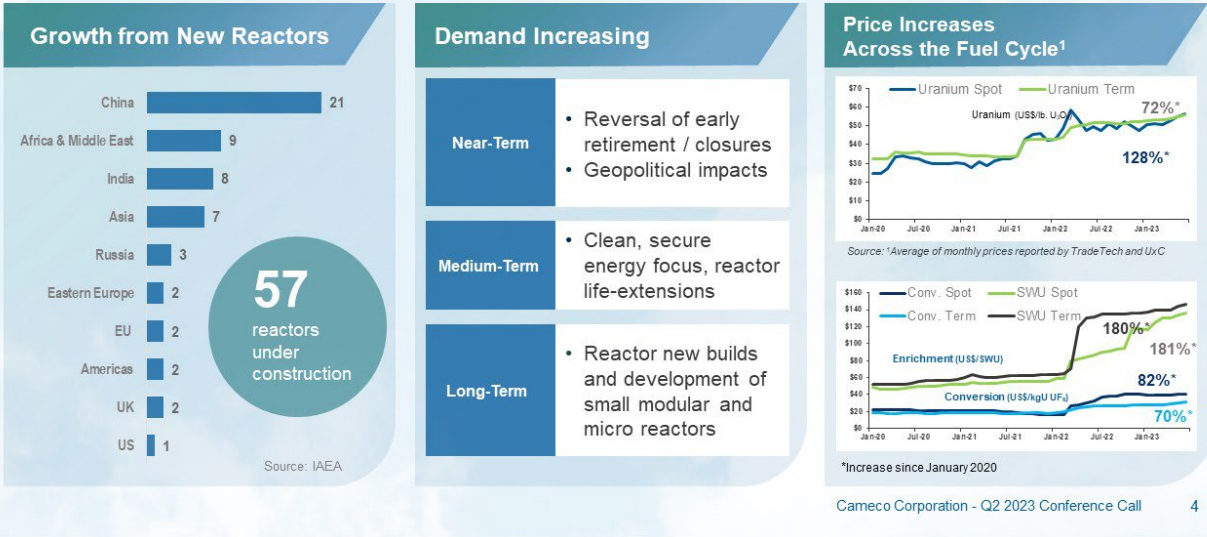 Growth from New Reactors
China
21
Africa & Middle East
9
India
8
Asia
7
Russia
3
Eastern Europe
2
EU
2
Americas
2
UK
2
US
1
57
reactors
under
construction
Source: IAEA
Demand Increasing
Near-Term
• Reversal of early
retirement / closures
• Geopolitical impacts
Medium-Term
• Clean, secure
energy focus, reactor
life-extensions
Long-Term
• Reactor new builds
and development of
small modular and
micro reactors
Price Increases
Across the Fuel Cycle¹
Uranium Spot
Uranium Term
Uranium (US$/lb. U₃O₈)
72%*
128%*
$70
$60
$50
$40
$30
$20
$10
$0
Jan-20 Jul-20 Jan-21 Jul-21 Jan-22 Jul-22 Jan-23
Source: ¹Average of monthly prices reported by TradeTech and UxC
Conv. Spot
SWU Spot
Conv. Term
SWU Term
180%*
181%*
Enrichment (US$/SWU)
82%*
Conversion (US$/kgU UF₆)
70%*
$160
$140
$120
$100
$80
$60
$40
$20
$0
Jan-20 Jul-20 Jan-21 Jul-21 Jan-22 Jul-22 Jan-23
*Increase since January 2020
Cameco Corporation - Q2 2023 Conference Call
4